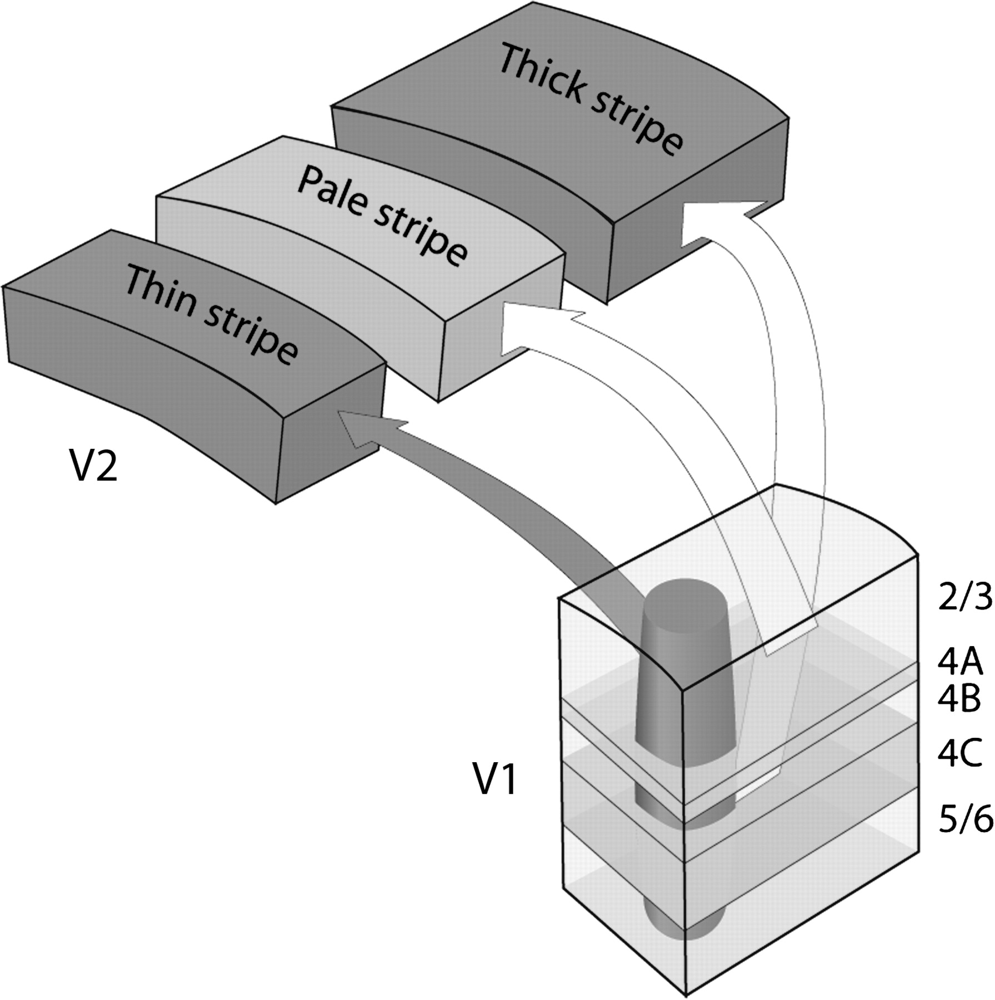 Thick stripe
Pale stripe
Thin stripe
V2
2/3
4A
4B
4C
V1
5/6